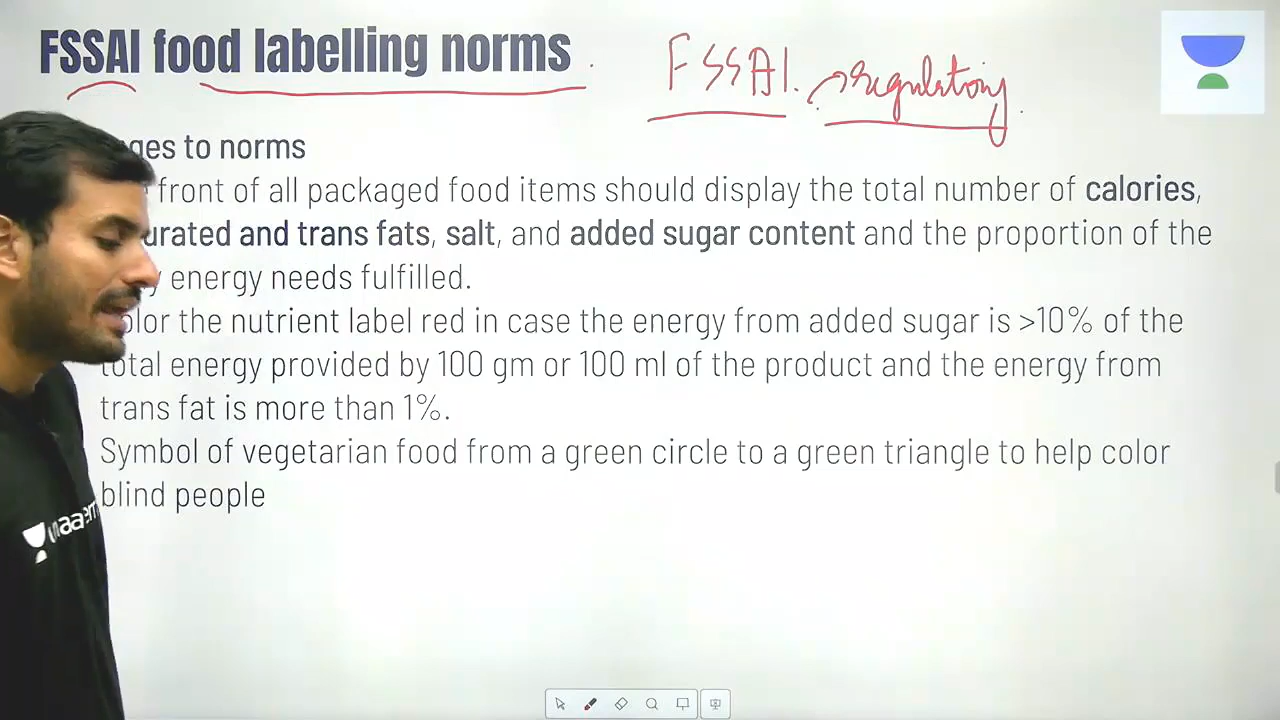 FSSAI food labelling norms
FSSAI. regulatory
to norms
front of all packaged food items should display the total number of calories,
and trans fats, salt, and added sugar content and the proportion of the
energy needs fulfilled.
the nutrient label red in case the energy from added sugar is >10% of the
total energy provided by 100 gm or 100 ml of the product and the energy from
trans fat is more than 1%.
Symbol of vegetarian food from a green circle to a green triangle to help color
blind people